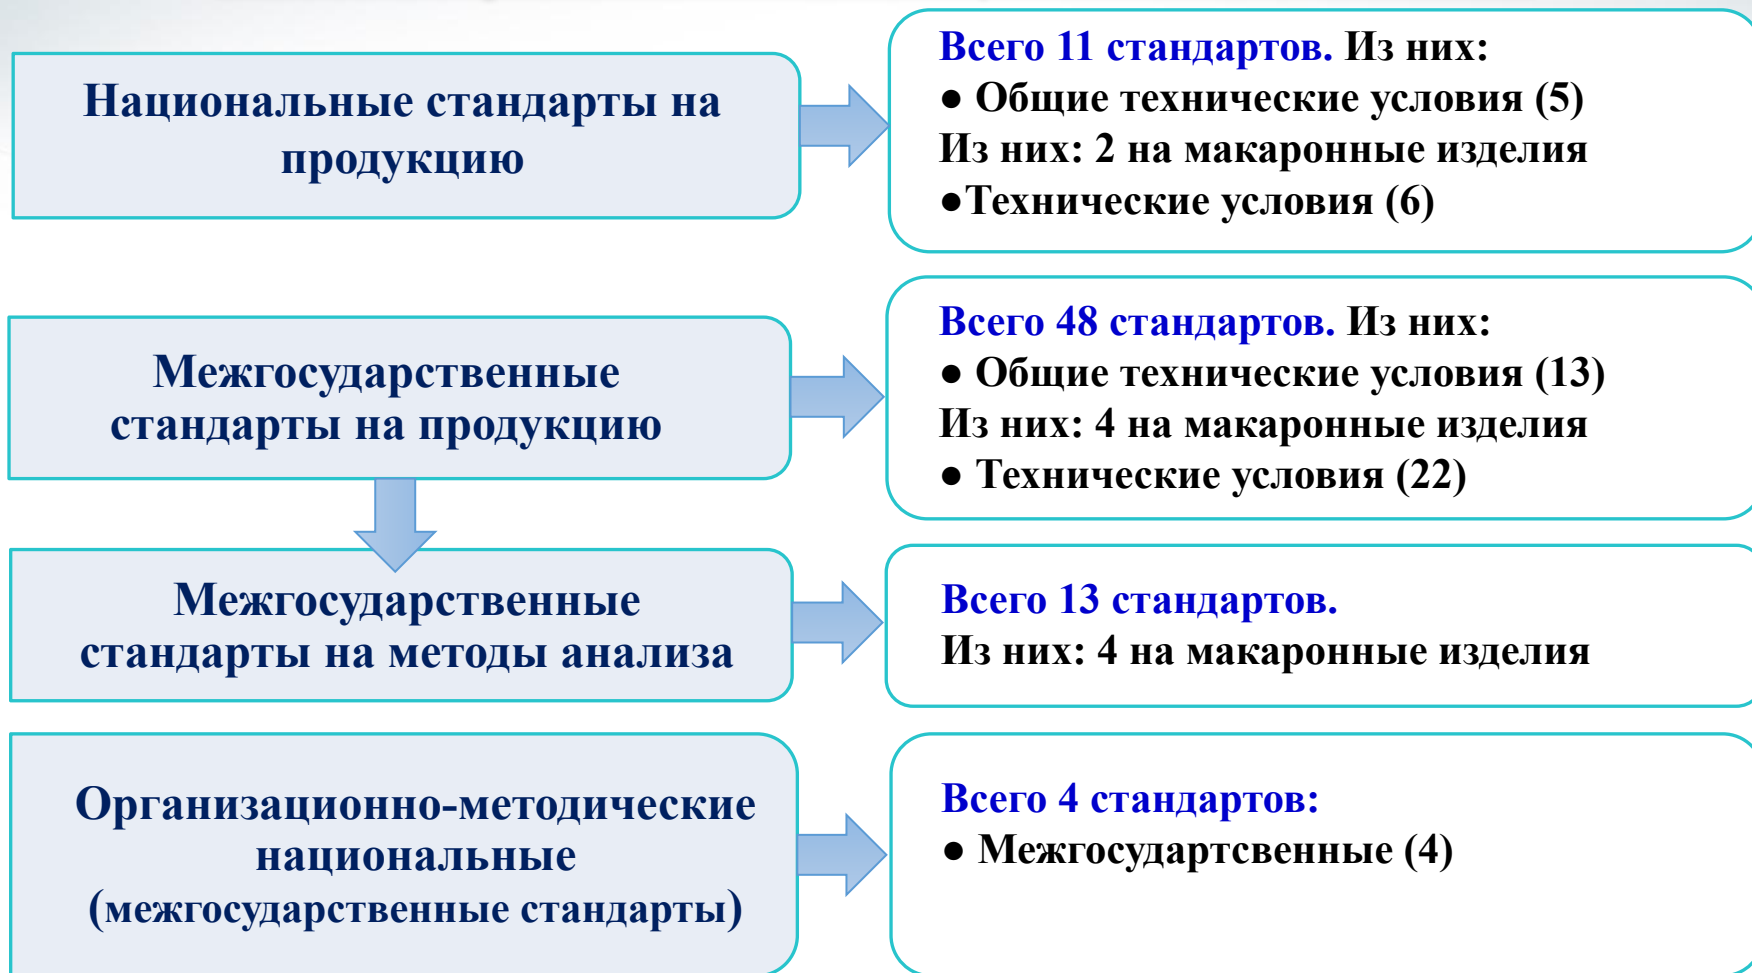 Национальные стандарты на
продукцию
Всего 11 стандартов. Из них:
● Общие технические условия (5)
Из них: 2 на макаронные изделия
●Технические условия (6)
Межгосударственные
стандарты на продукцию
Всего 48 стандартов. Из них:
● Общие технические условия (13)
Из них: 4 на макаронные изделия
● Технические условия (22)
Межгосударственные
стандарты на методы анализа
Всего 13 стандартов.
Из них: 4 на макаронные изделия
Организационно-методические
национальные
(межгосударственные стандарты)
Всего 4 стандартов:
● Межгосудартсвенные (4)